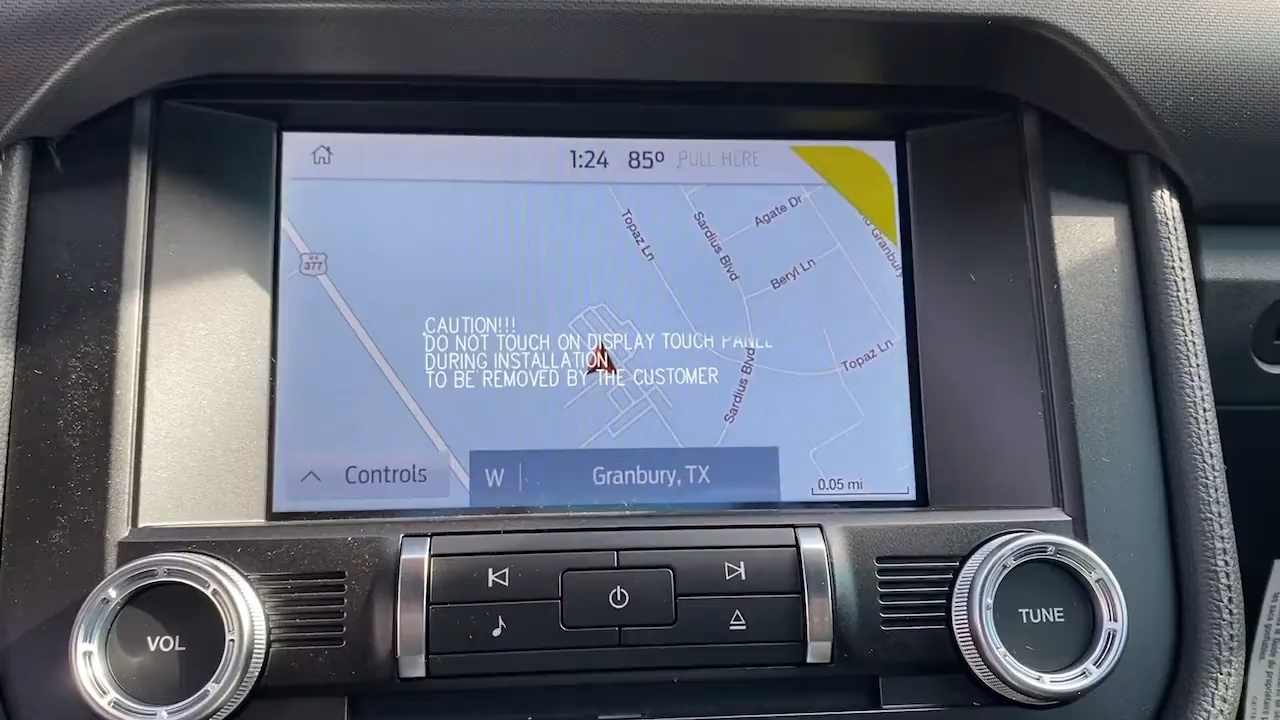 1:24 85° PULL HERE
Agate Dr
Topaz Ln
Sardius Blvd
Beryl Ln
Granbury
US
377
CAUTION!!!
DO NOT TOUCH ON DISPLAY TOUCH PANEL
DURING INSTALLATION
TO BE REMOVED BY THE CUSTOMER
Topaz Ln
Sardius Blvd
Controls
W
Granbury, TX
0.05 mi
VOL
TUNE